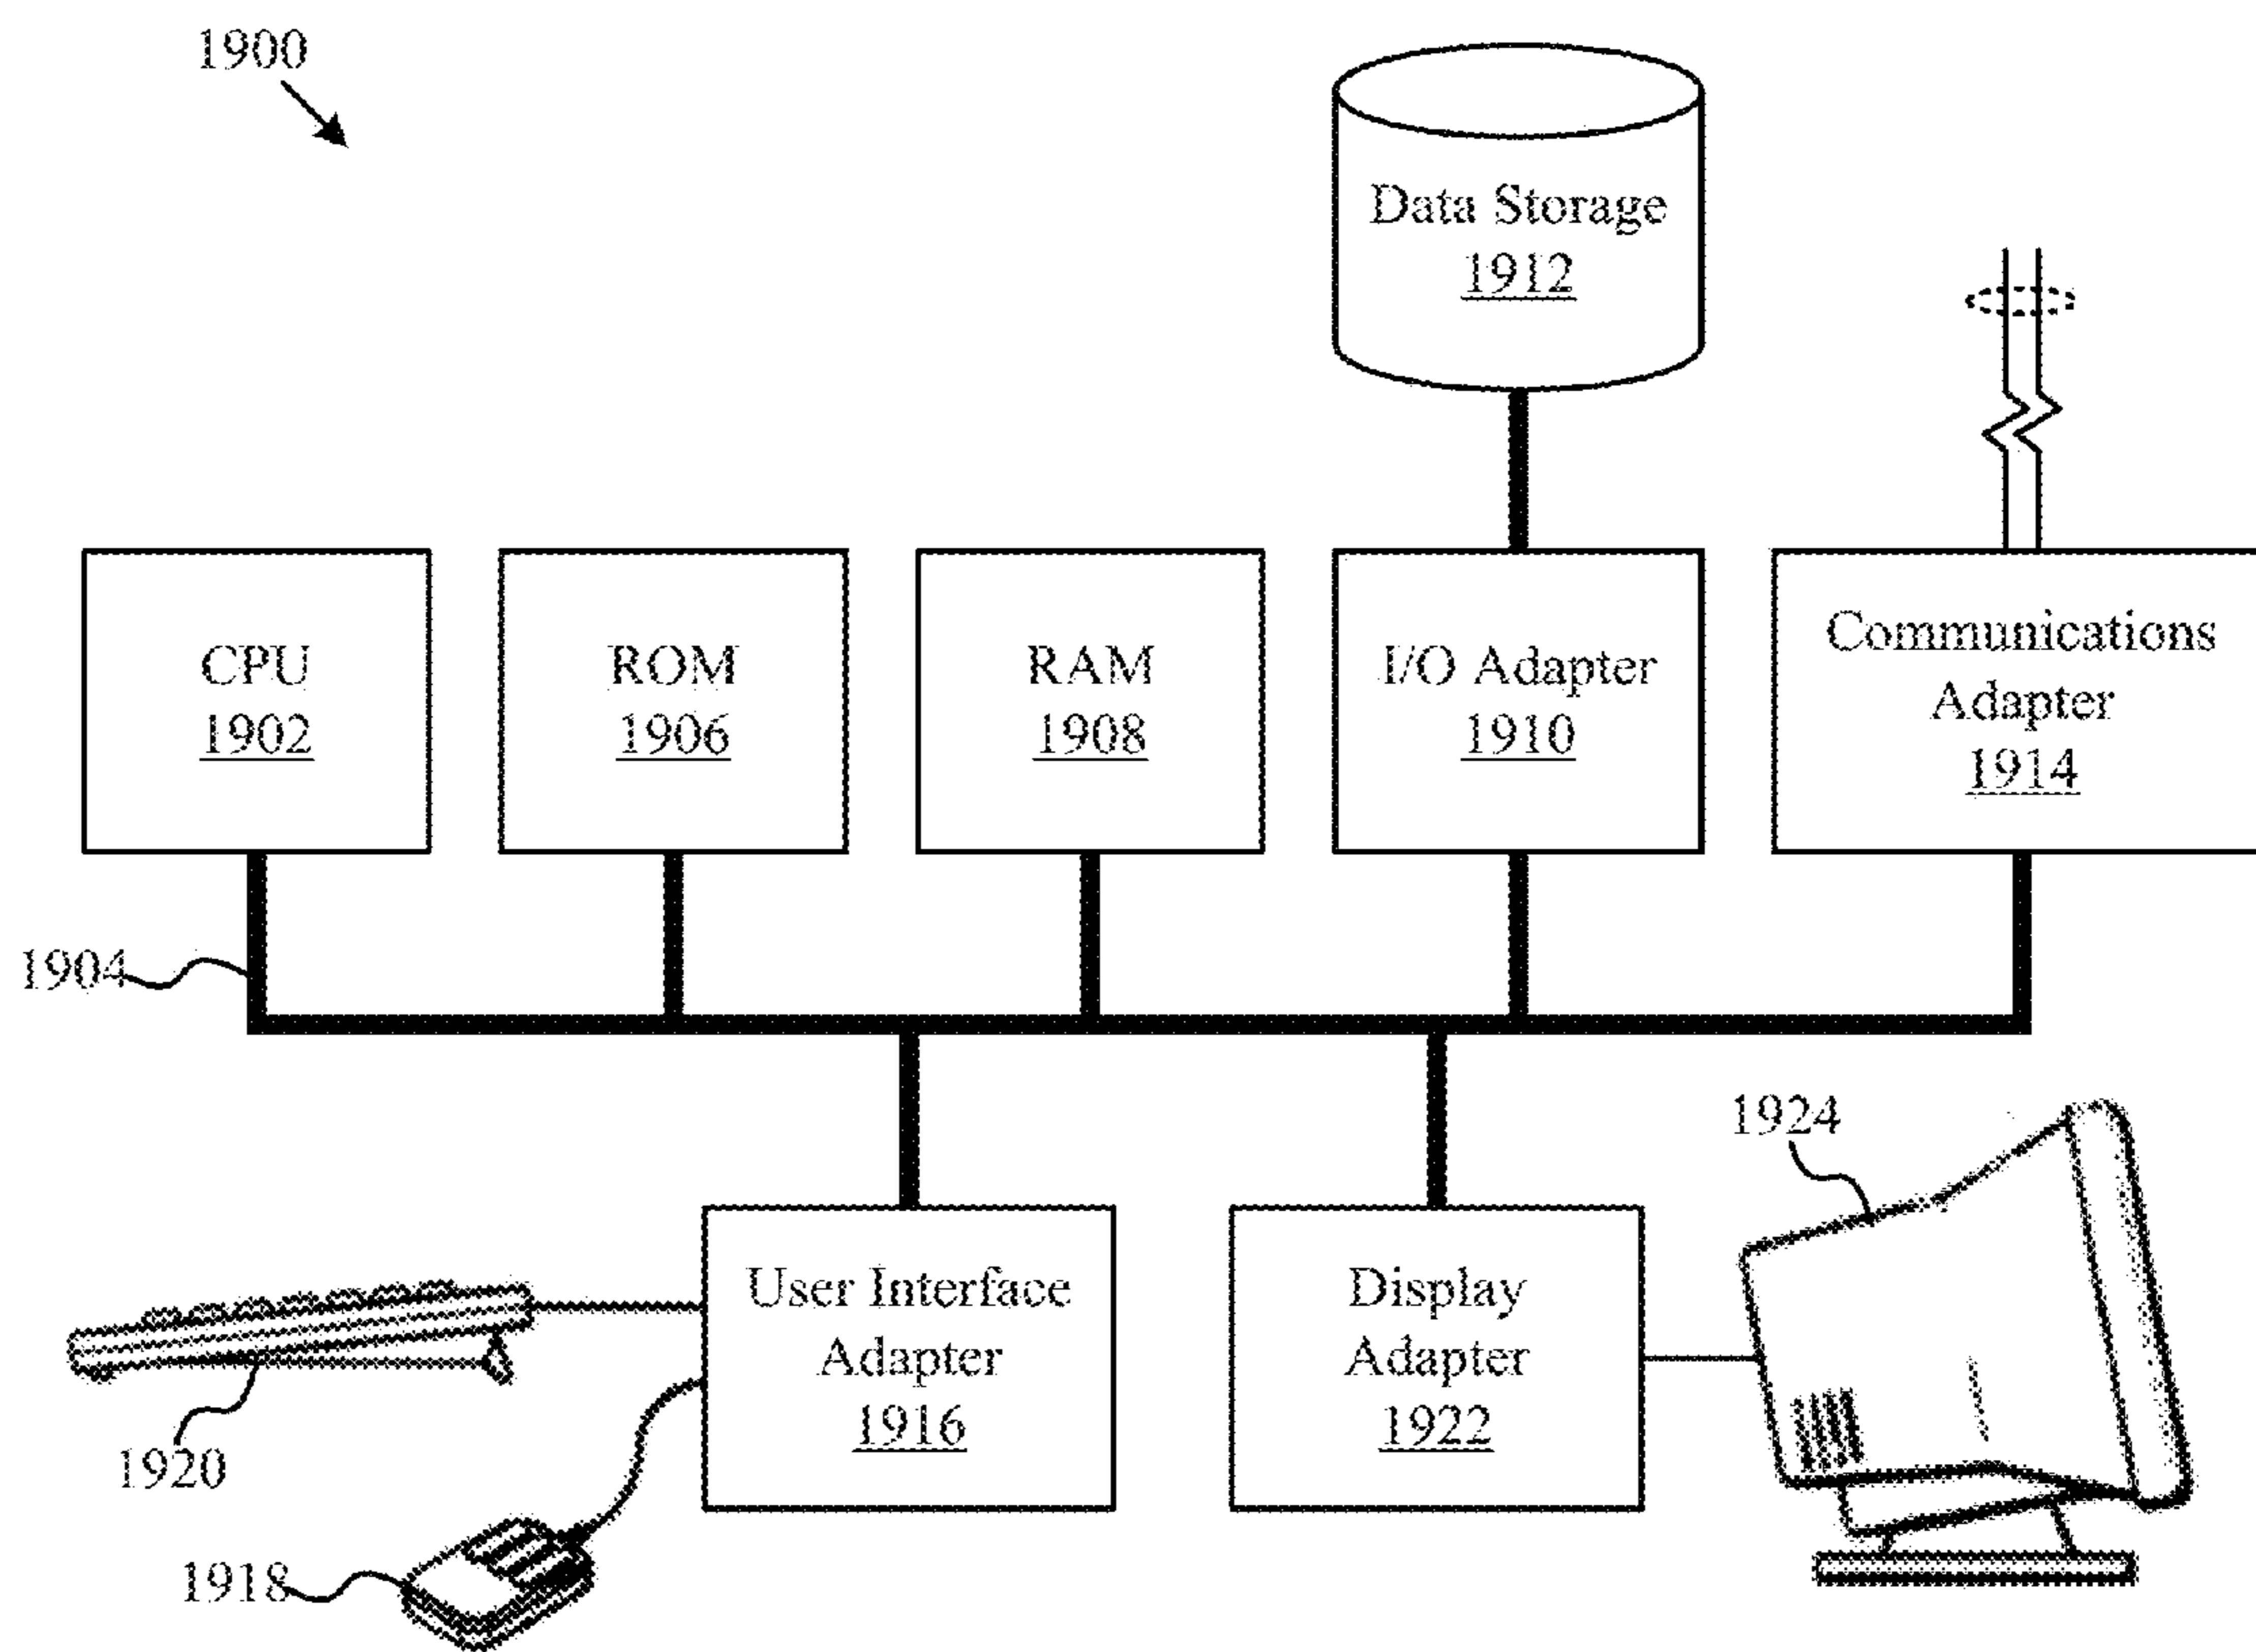 1900
Data Storage
1912
CPU
1902
ROM
1906
RAM
1908
I/O Adapter
1910
Communications
Adapter
1914
1904
1924
User Interface
Adapter
1916
Display
Adapter
1922
1920
1918